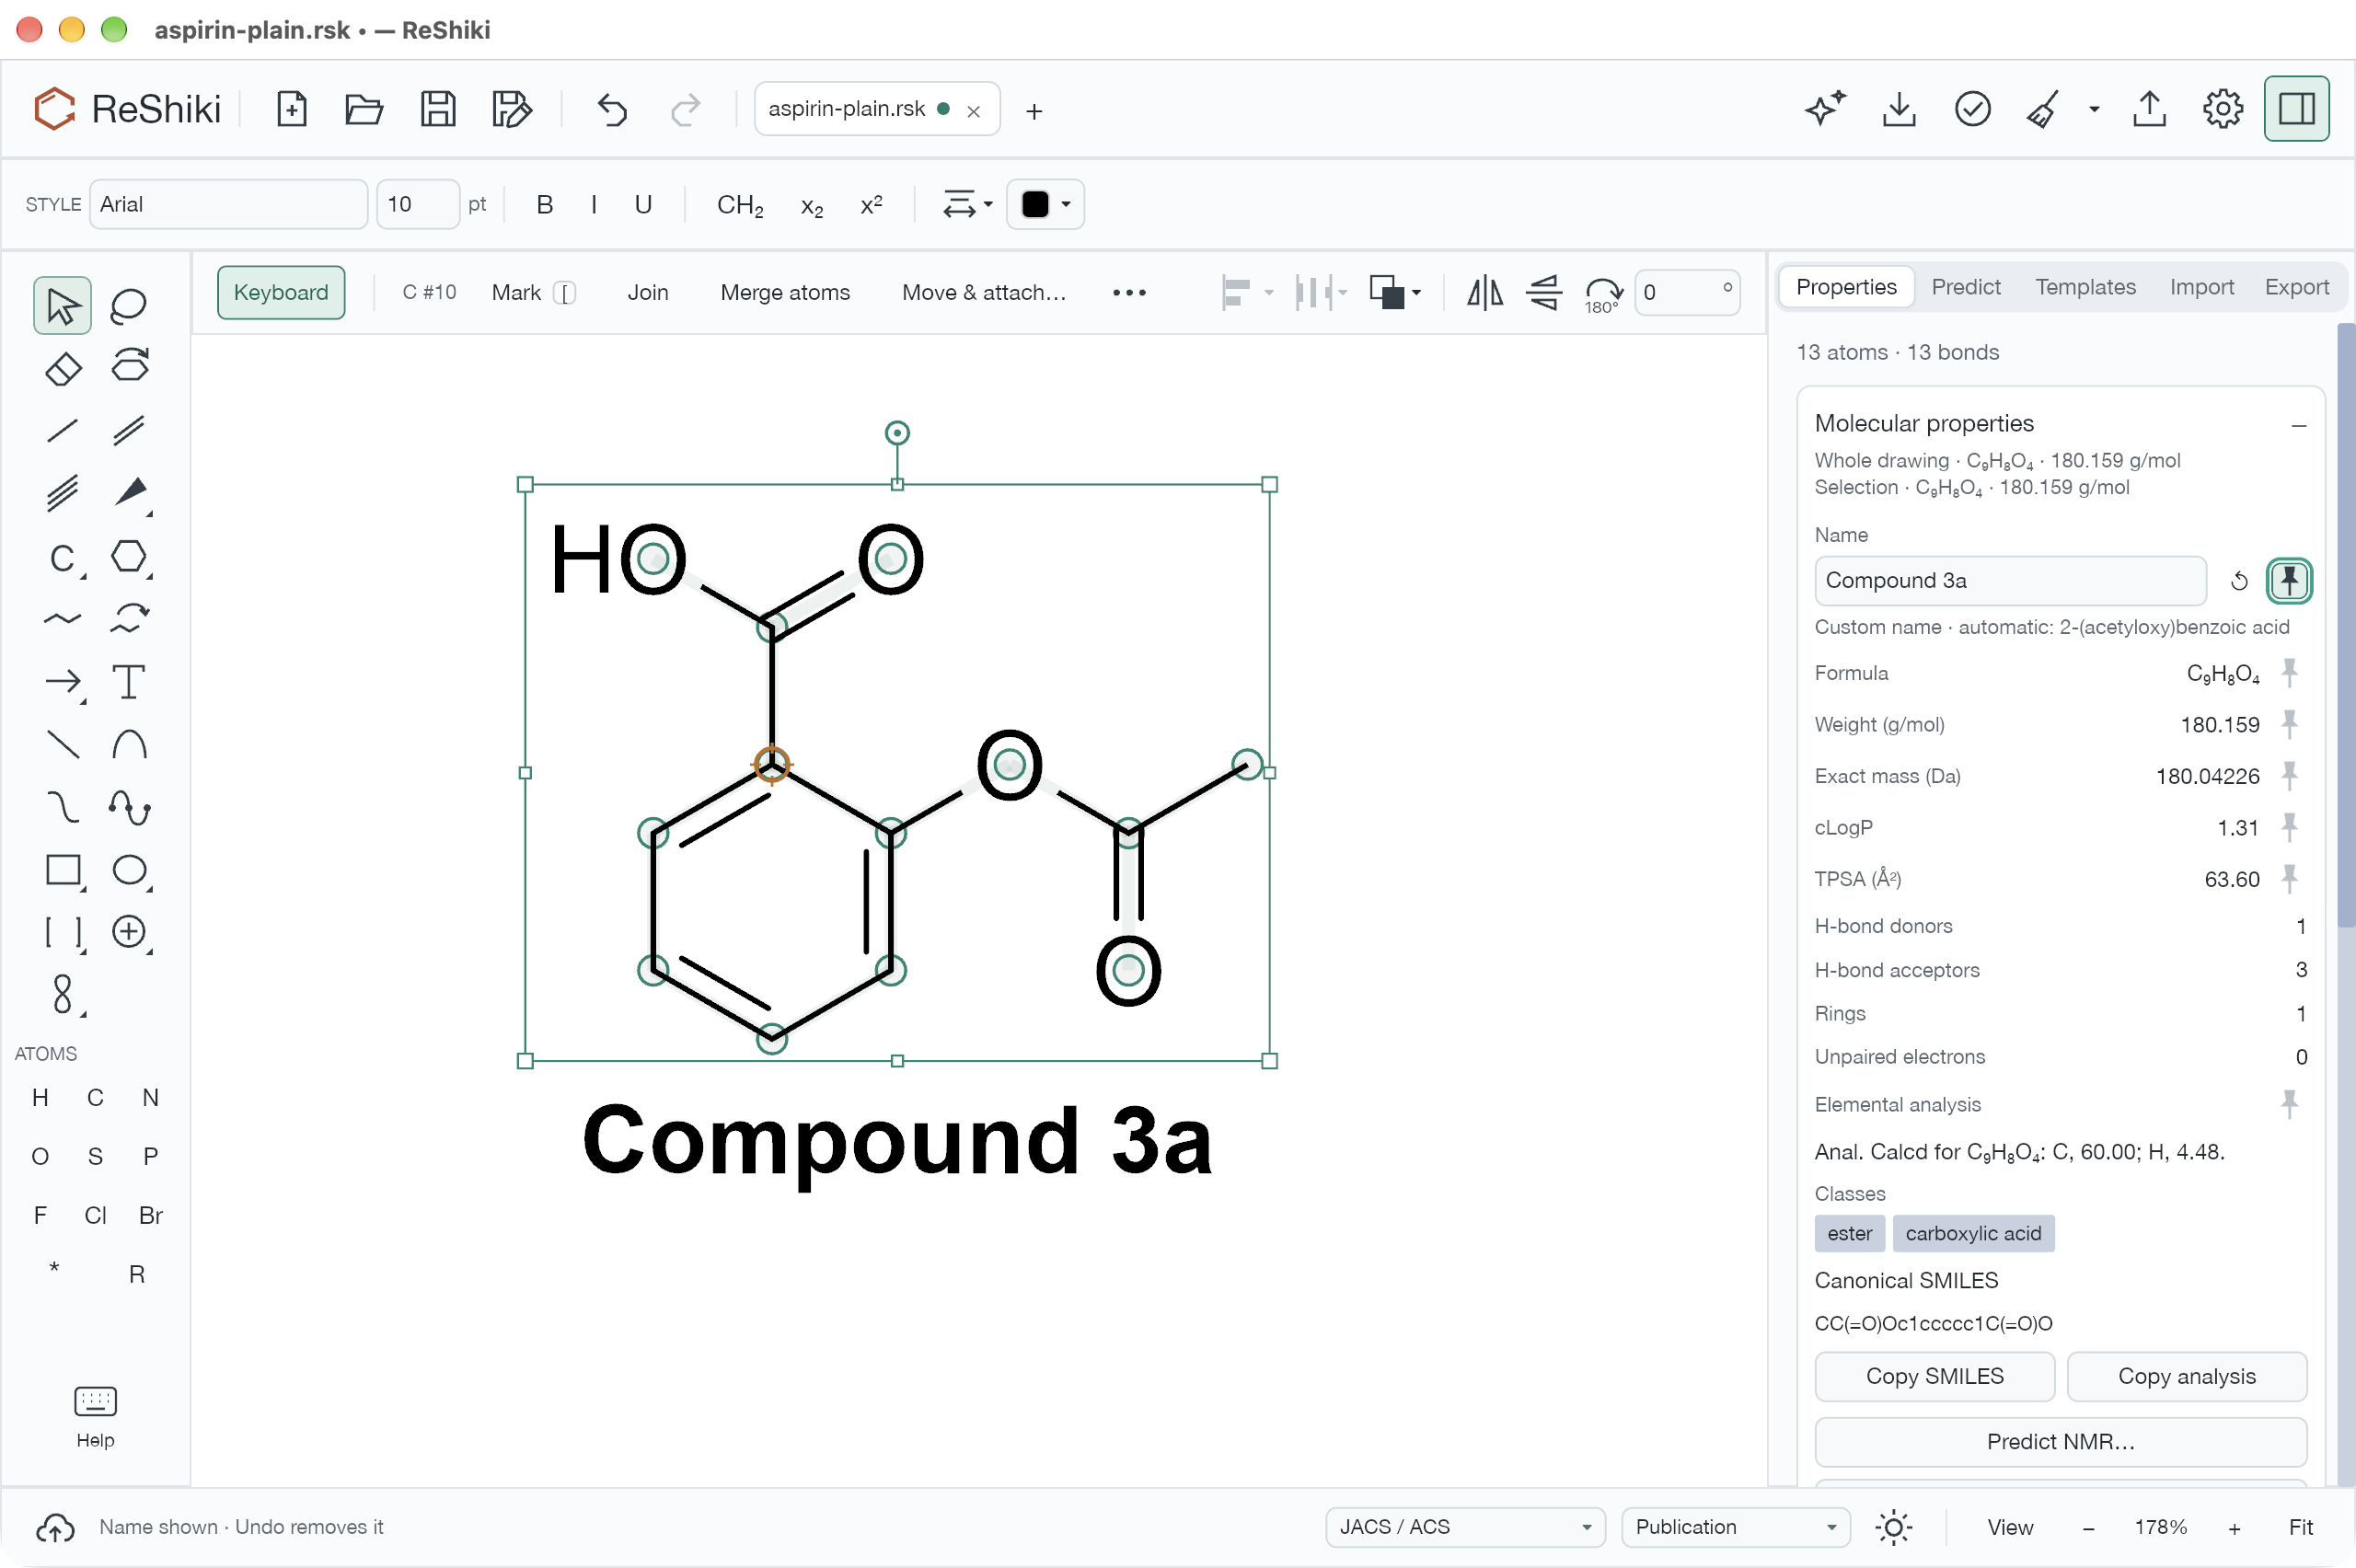 aspirin-plain.rsk • — ReShiki
ReShiki
aspirin-plain.rsk
STYLE Arial 10 pt B I U CH₂ x₂ x²
Keyboard C #10 Mark [ Join Merge atoms Move & attach… 180° 0 °
Properties Predict Templates Import Export
13 atoms · 13 bonds
Molecular properties
Whole drawing · C₉H₈O₄ · 180.159 g/mol
Selection · C₉H₈O₄ · 180.159 g/mol
Name
Compound 3a
Custom name · automatic: 2-(acetyloxy)benzoic acid
Formula C₉H₈O₄
Weight (g/mol) 180.159
Exact mass (Da) 180.04226
cLogP 1.31
TPSA (Å²) 63.60
H-bond donors 1
H-bond acceptors 3
Rings 1
Unpaired electrons 0
Elemental analysis
Anal. Calcd for C₉H₈O₄: C, 60.00; H, 4.48.
Classes
ester carboxylic acid
Canonical SMILES
CC(=O)Oc1ccccc1C(=O)O
Copy SMILES Copy analysis
Predict NMR…
HO O
O
O
Compound 3a
C
T
[ ]
ATOMS
H C N
O S P
F Cl Br
* R
Help
Name shown · Undo removes it
JACS / ACS Publication View − 178% + Fit